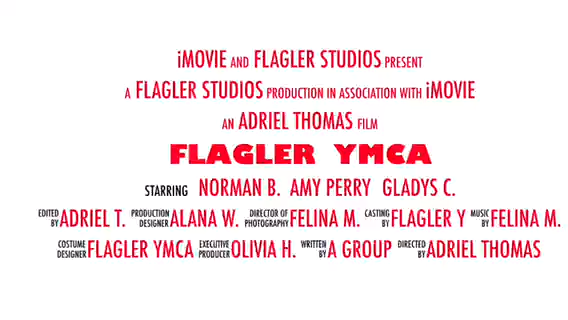 iMOVIE AND FLAGLER STUDIOS PRESENT
A FLAGLER STUDIOS PRODUCTION IN ASSOCIATION WITH iMOVIE
AN ADRIEL THOMAS FILM
FLAGLER YMCA
STARRING NORMAN B. AMY PERRY GLADYS C.
EDITED BY ADRIEL T. PRODUCTION DESIGNER ALANA W. DIRECTOR OF PHOTOGRAPHY FELINA M. CASTING BY FLAGLER Y MUSIC BY FELINA M.
COSTUME DESIGNER FLAGLER YMCA EXECUTIVE PRODUCER OLIVIA H. WRITTEN BY A GROUP DIRECTED BY ADRIEL THOMAS